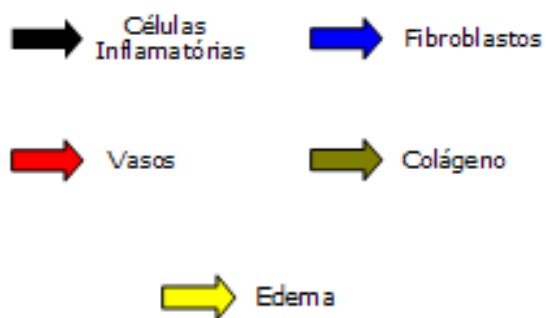 Células
Inflamatórias
Fibroblastos
Vasos
Colágeno
Edema